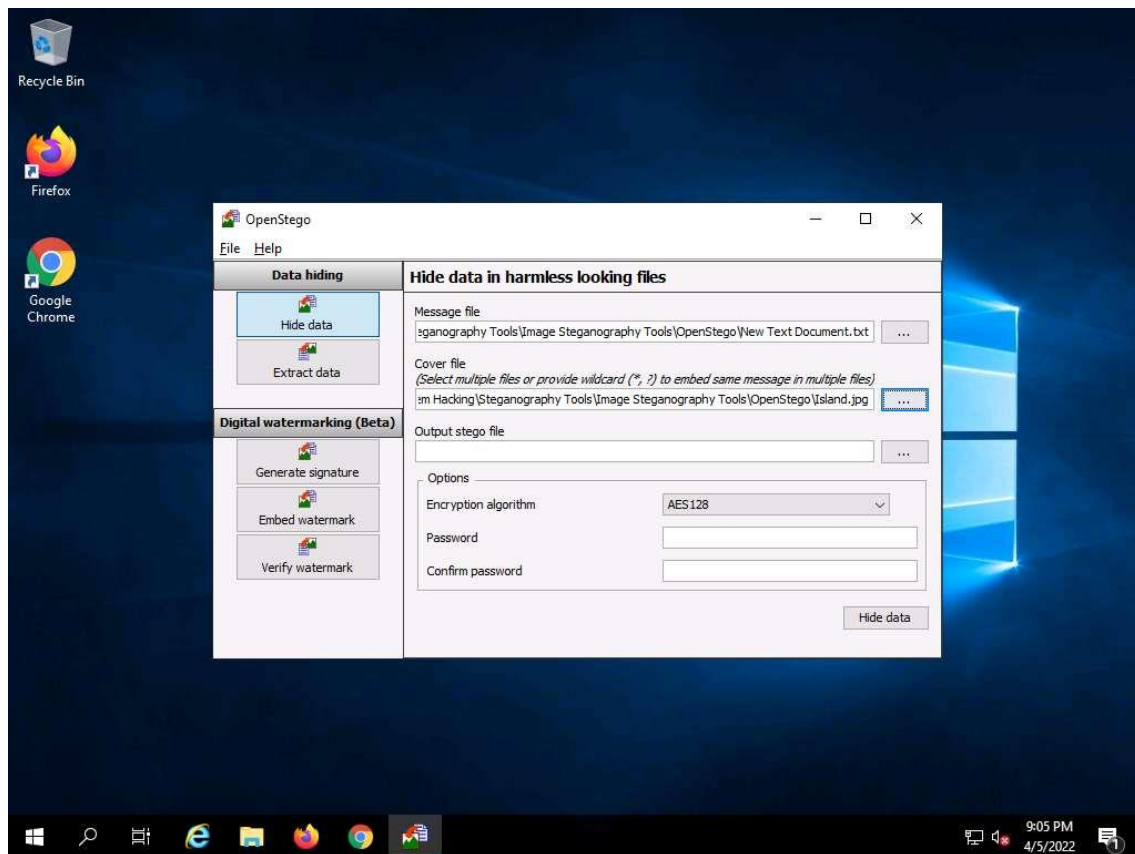 Recycle Bin
Firefox
Google
Chrome
OpenStego
File Help
Data hiding
Hide data
Extract data
Digital watermarking (Beta)
Generate signature
Embed watermark
Verify watermark
Hide data in harmless looking files
Message file
eganography Tools\Image Steganography Tools\OpenStego\New Text Document.txt
...
Cover file
(Select multiple files or provide wildcard (*, ?) to embed same message in multiple files)
em Hacking\Steganography Tools\Image Steganography Tools\OpenStego\Island.jpg
...
Output stego file
...
Options
Encryption algorithm
AES128
Password
Confirm password
Hide data
9:05 PM
4/5/2022
1